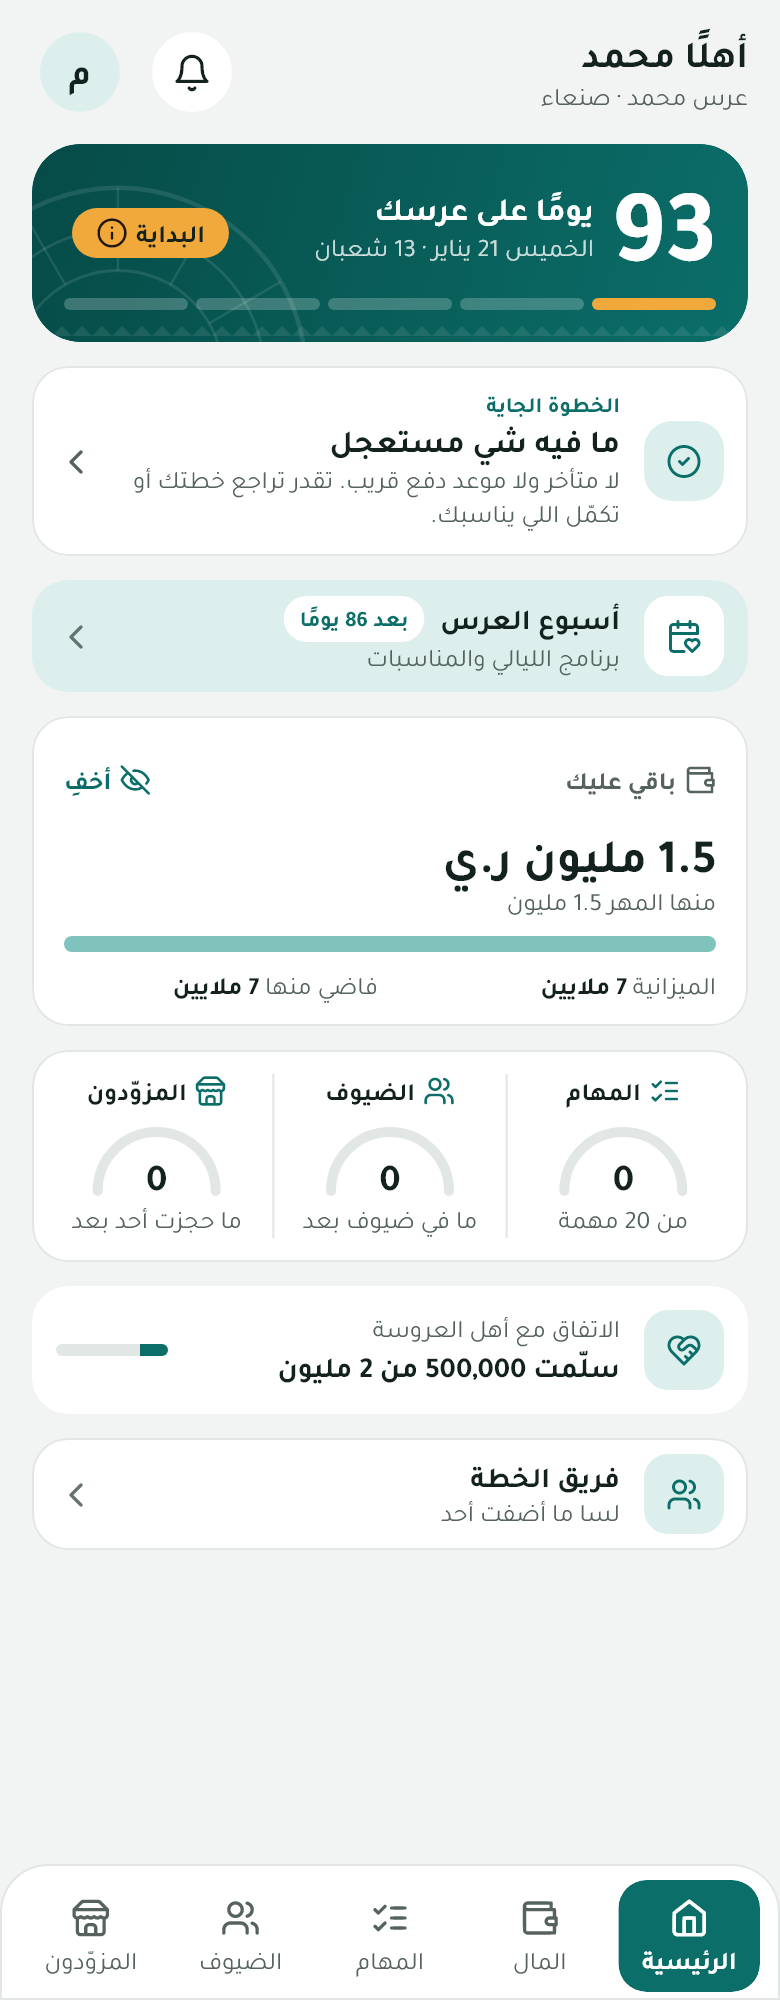 أهلًا محمد
عرس محمد · صنعاء
م
93
يومًا على عرسك
الخميس 21 يناير · 13 شعبان
البداية
الخطوة الجاية
ما فيه شي مستعجل
لا متأخر ولا موعد دفع قريب. تقدر تراجع خطتك أو
تكمّل اللي يناسبك.
أسبوع العرس
بعد 86 يومًا
برنامج الليالي والمناسبات
باقي عليك
أخفِ
1.5 مليون ر.ي
منها المهر 1.5 مليون
الميزانية 7 ملايين
فاضي منها 7 ملايين
المهام
0
من 20 مهمة
الضيوف
0
ما في ضيوف بعد
المزوّدون
0
ما حجزت أحد بعد
الاتفاق مع أهل العروسة
سلّمت 500,000 من 2 مليون
فريق الخطة
لسا ما أضفت أحد
الرئيسية
المال
المهام
الضيوف
المزوّدون